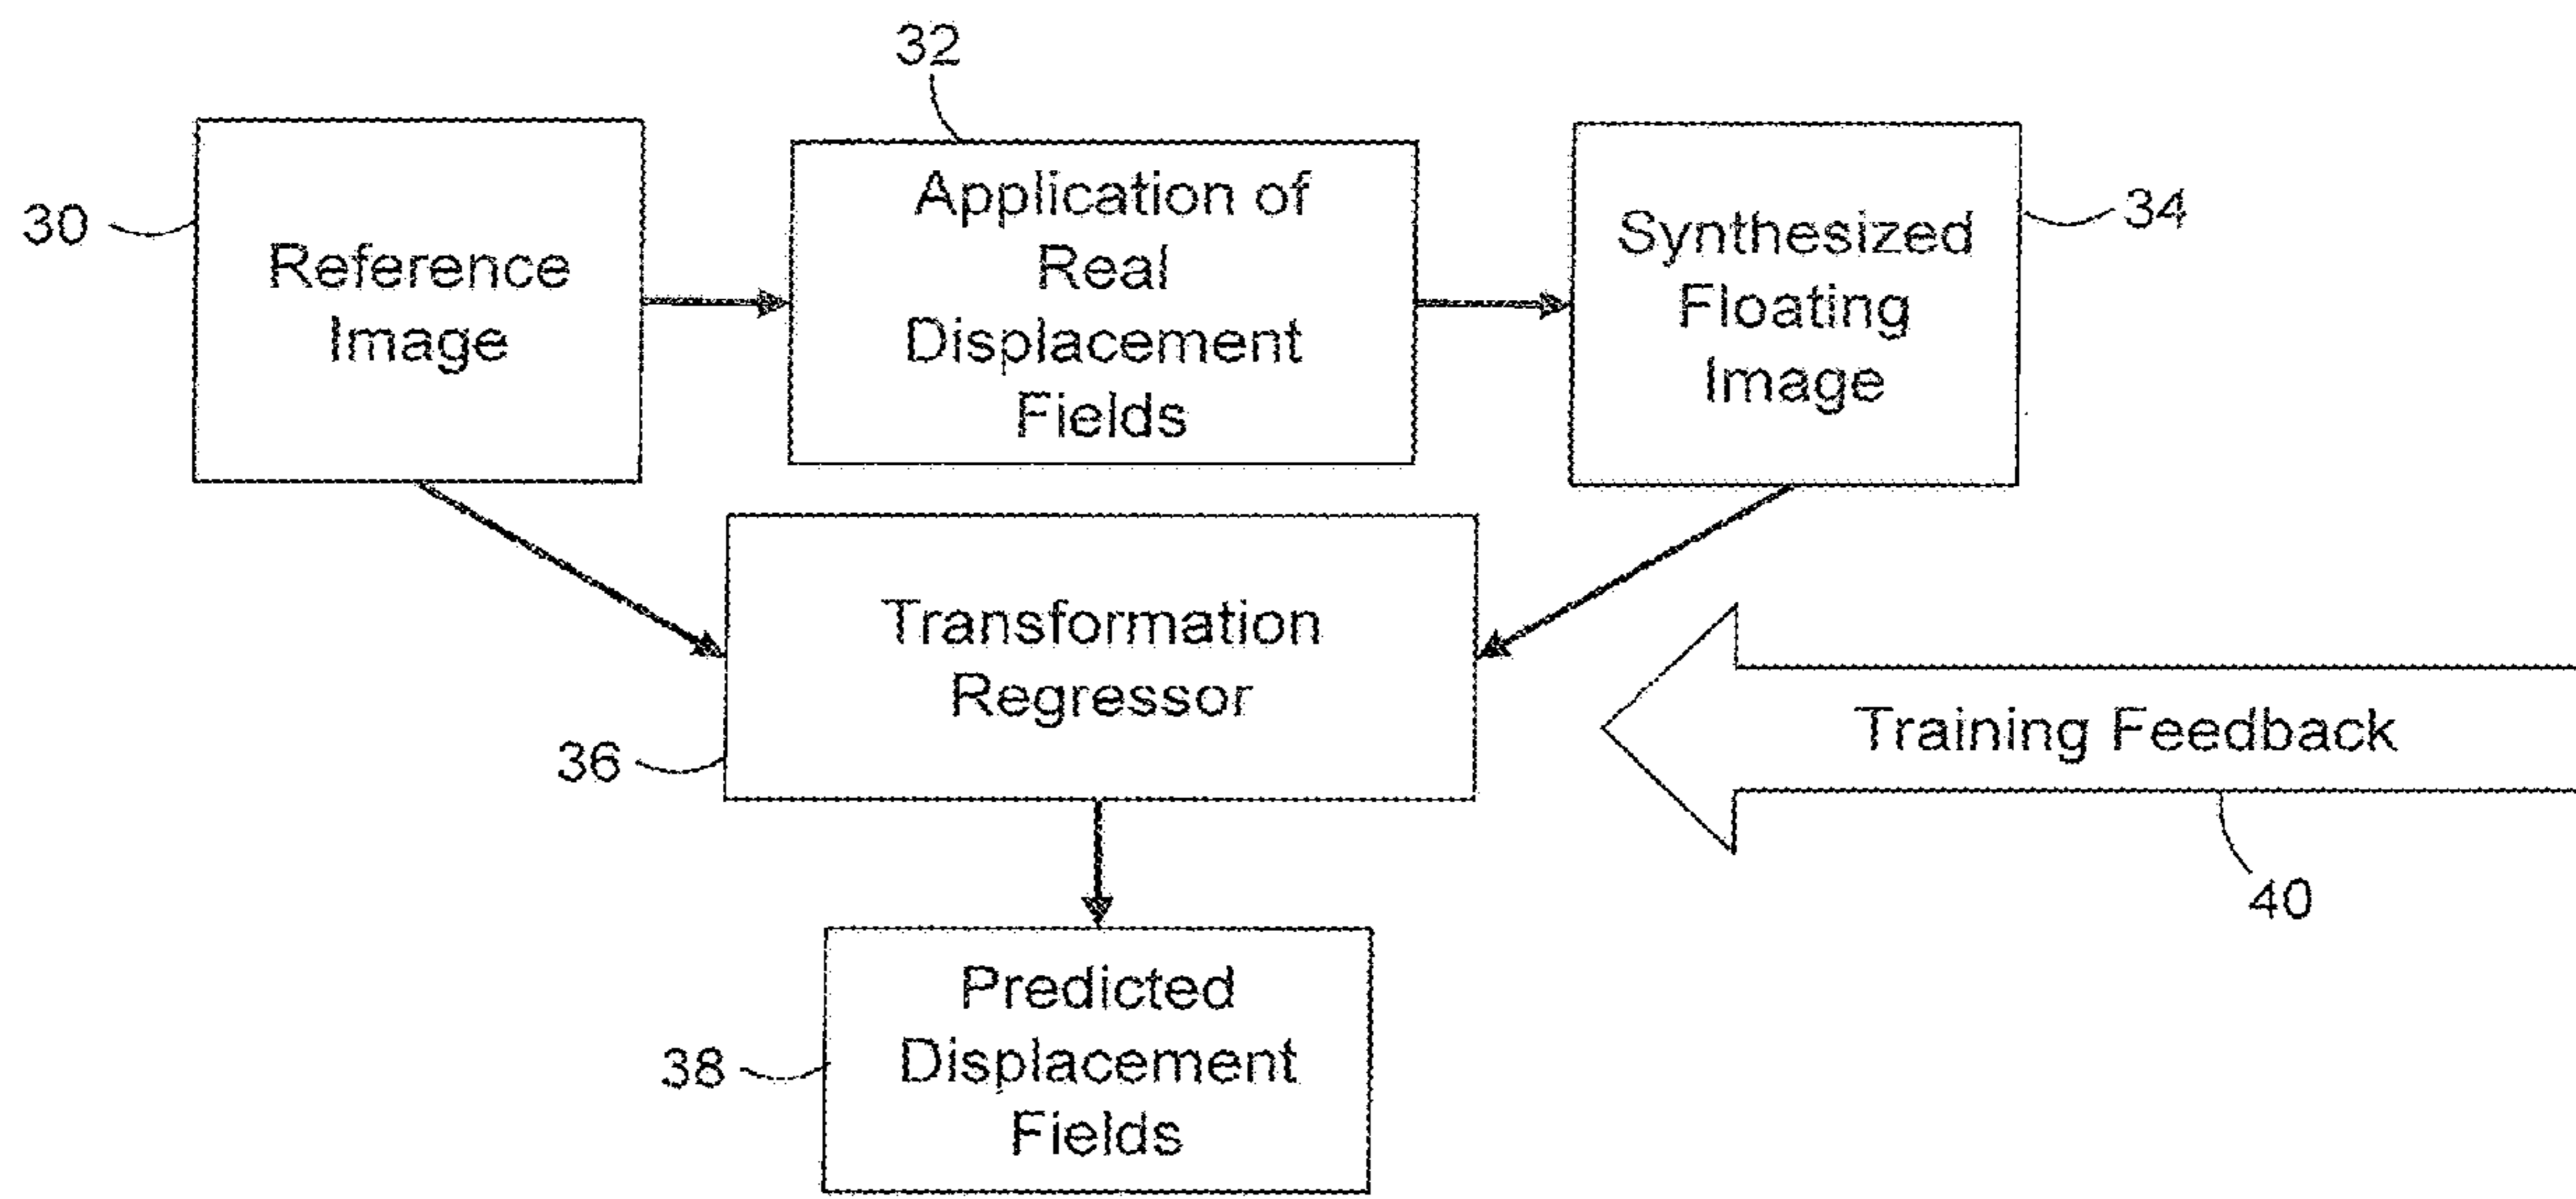 32
30
Reference
Image
Application of
Real
Displacement
Fields
Synthesized
Floating
Image
34
Transformation
Regressor
36
Training Feedback
40
Predicted
Displacement
Fields
38